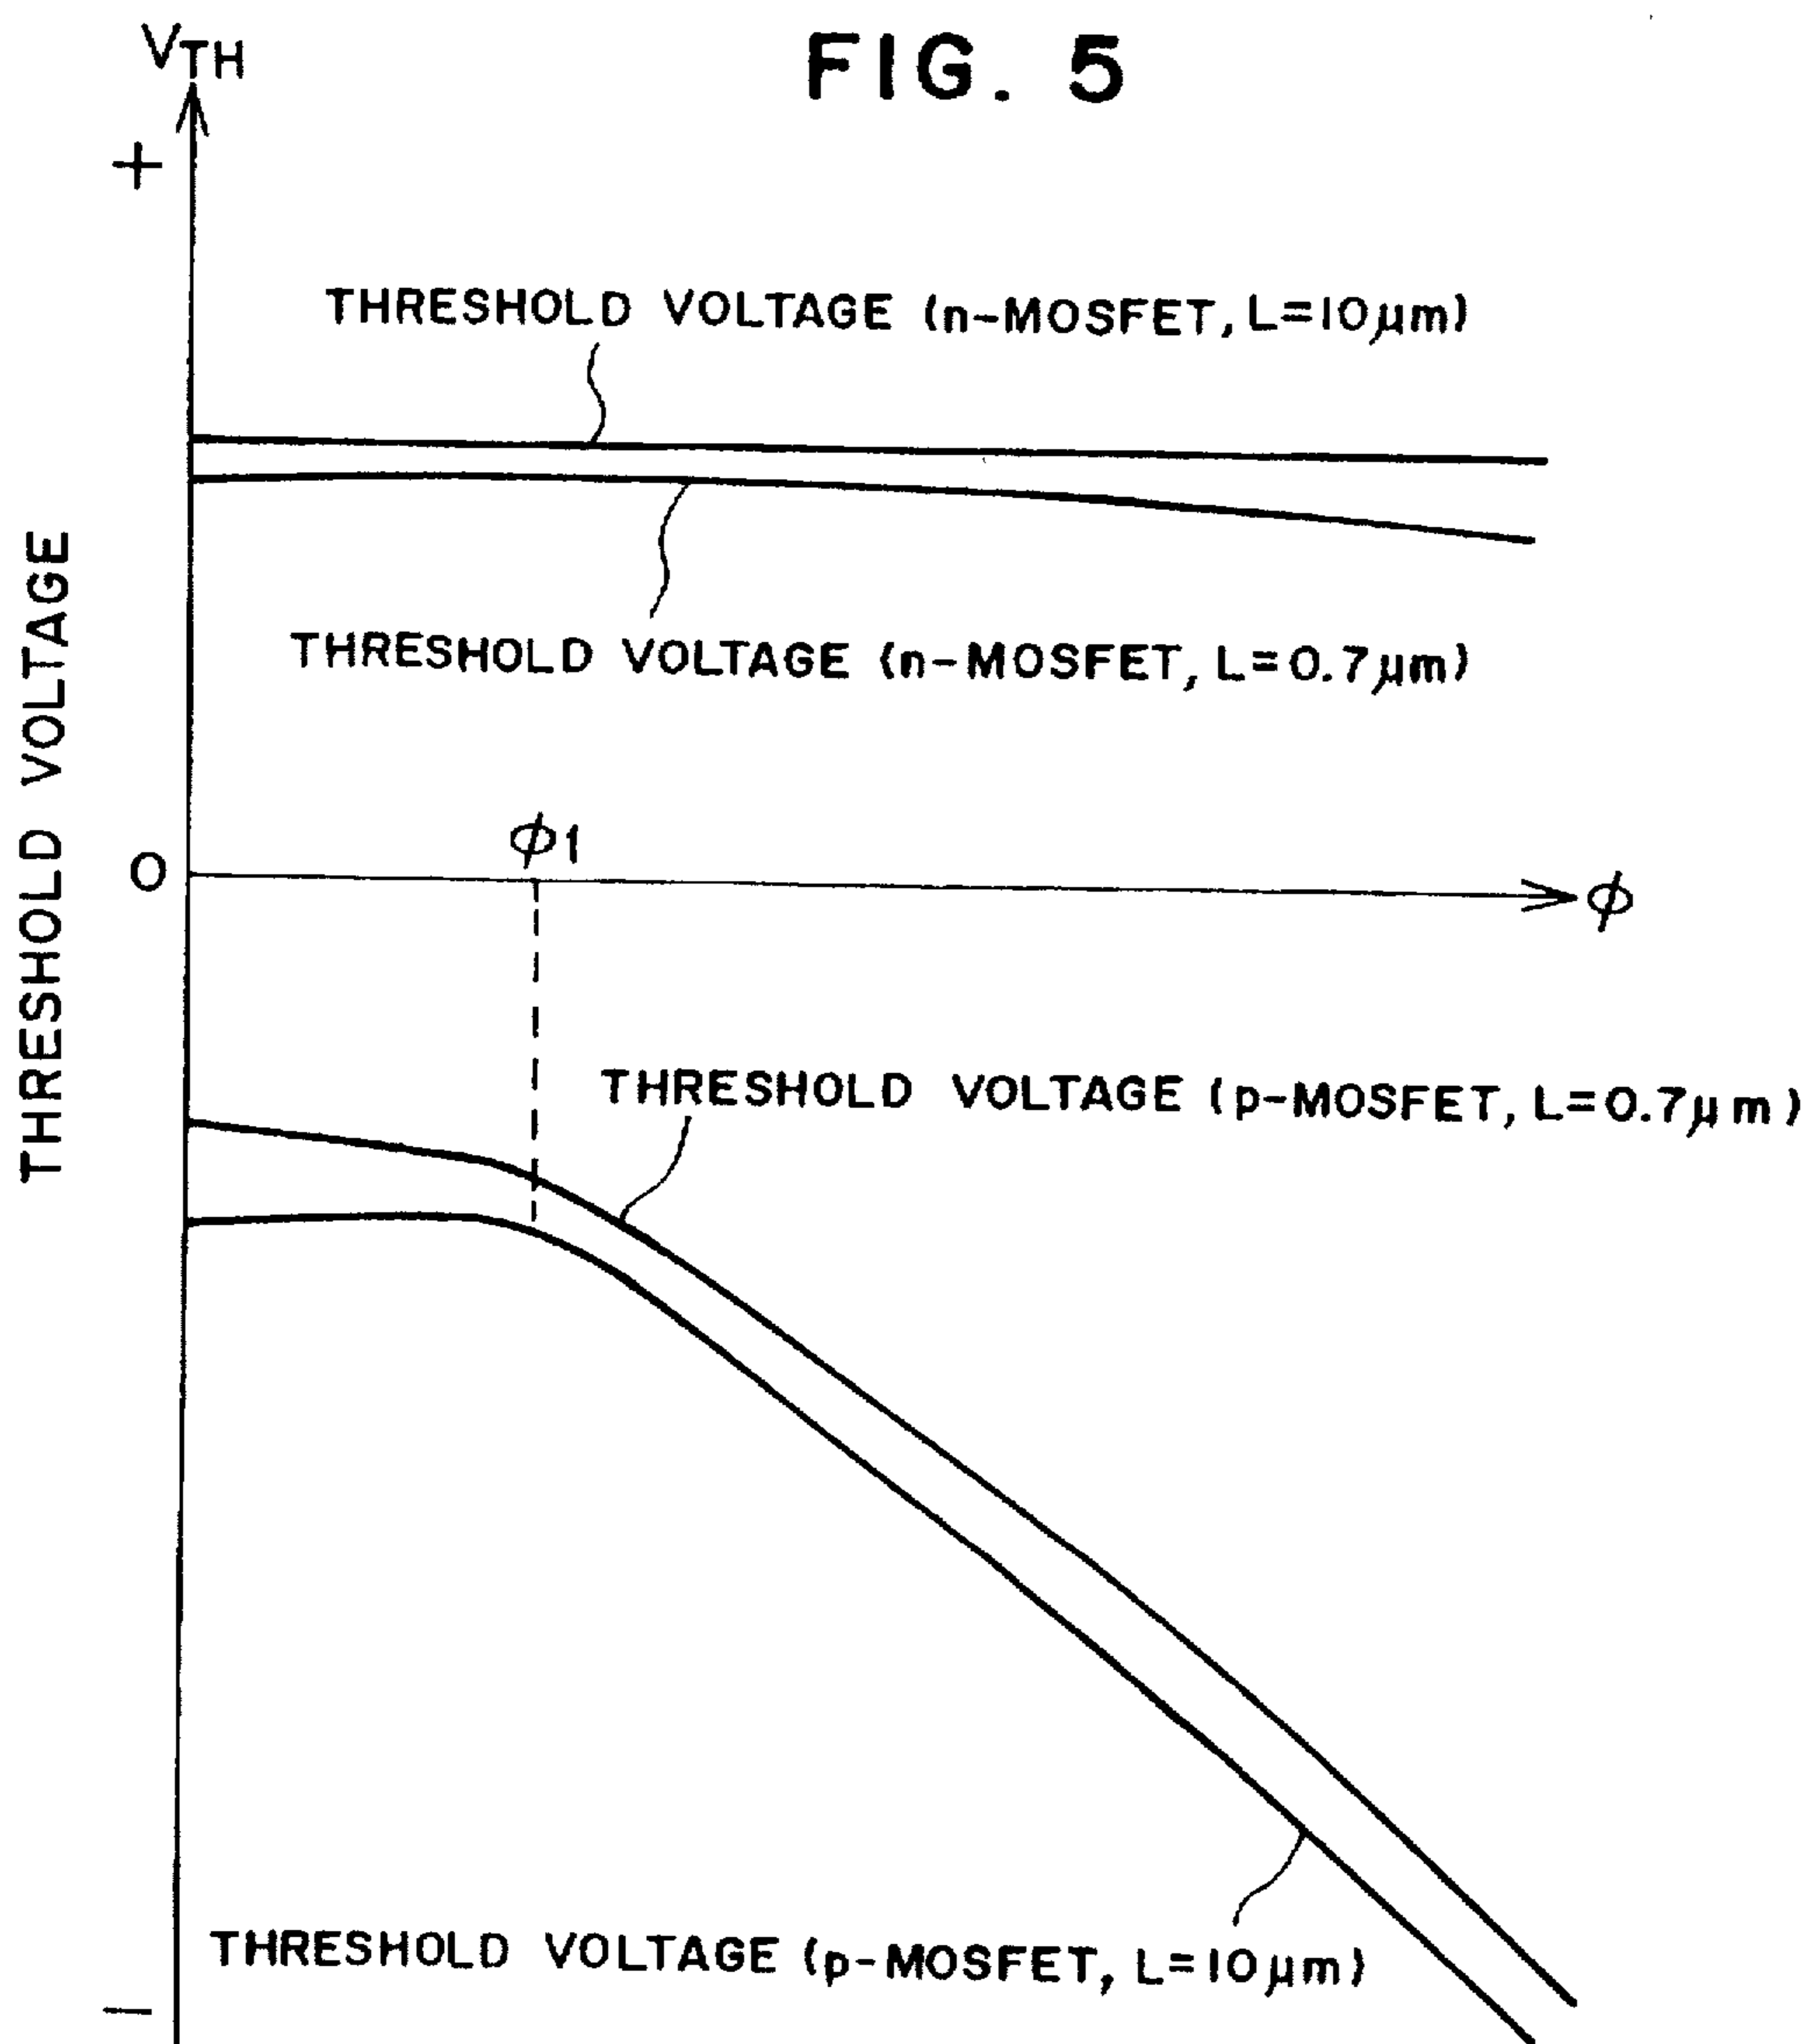 FIG. 5
VTH
+
THRESHOLD VOLTAGE (n-MOSFET, L=10μm)
THRESHOLD VOLTAGE (n-MOSFET, L=0.7μm)
THRESHOLD VOLTAGE
ϕ1
0
ϕ
THRESHOLD VOLTAGE (p-MOSFET, L=0.7μm)
THRESHOLD VOLTAGE (p-MOSFET, L=10μm)
−